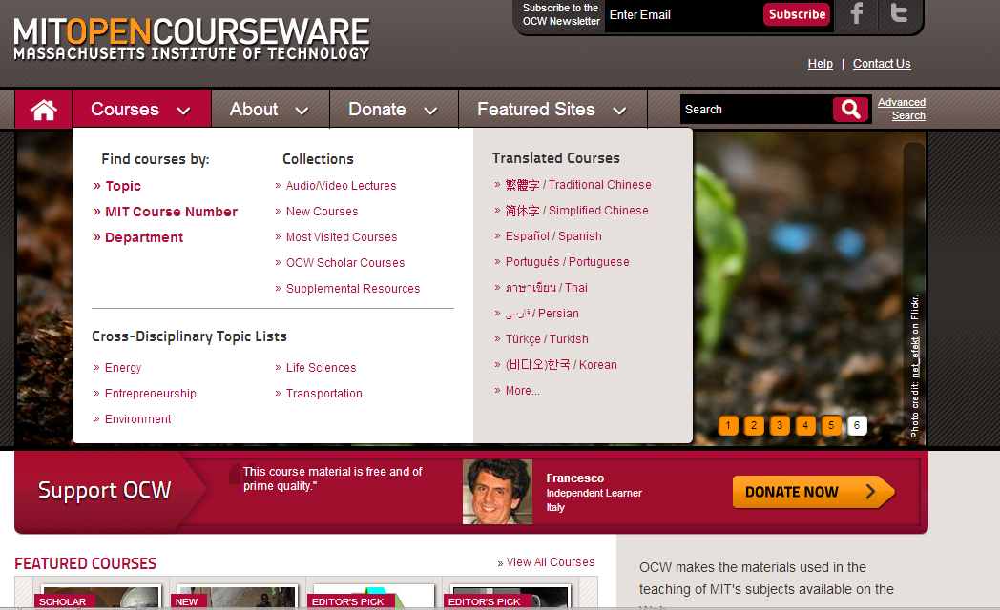 Subscribe to the
OCW Newsletter
Enter Email
Subscribe
MITOPENCOURSEWARE
MASSACHUSETTS INSTITUTE OF TECHNOLOGY
Help | Contact Us
Courses
About
Donate
Featured Sites
Search
Advanced
Search
Find courses by:
» Topic
» MIT Course Number
» Department
Collections
» Audio/Video Lectures
» New Courses
» Most Visited Courses
» OCW Scholar Courses
» Supplemental Resources
Cross-Disciplinary Topic Lists
» Energy
» Entrepreneurship
» Environment
» Life Sciences
» Transportation
Translated Courses
» 繁體字 / Traditional Chinese
» 简体字 / Simplified Chinese
» Español / Spanish
» Português / Portuguese
» ภาษาเขียน / Thai
» فارسی / Persian
» Türkçe / Turkish
» (비디오)한국 / Korean
» More...
Photo credit: net_efekt on Flickr.
1 2 3 4 5 6
Support OCW
This course material is free and of
prime quality."
Francesco
Independent Learner
Italy
DONATE NOW
FEATURED COURSES
» View All Courses
SCHOLAR
NEW
EDITOR'S PICK
EDITOR'S PICK
OCW makes the materials used in the
teaching of MIT's subjects available on the
Web